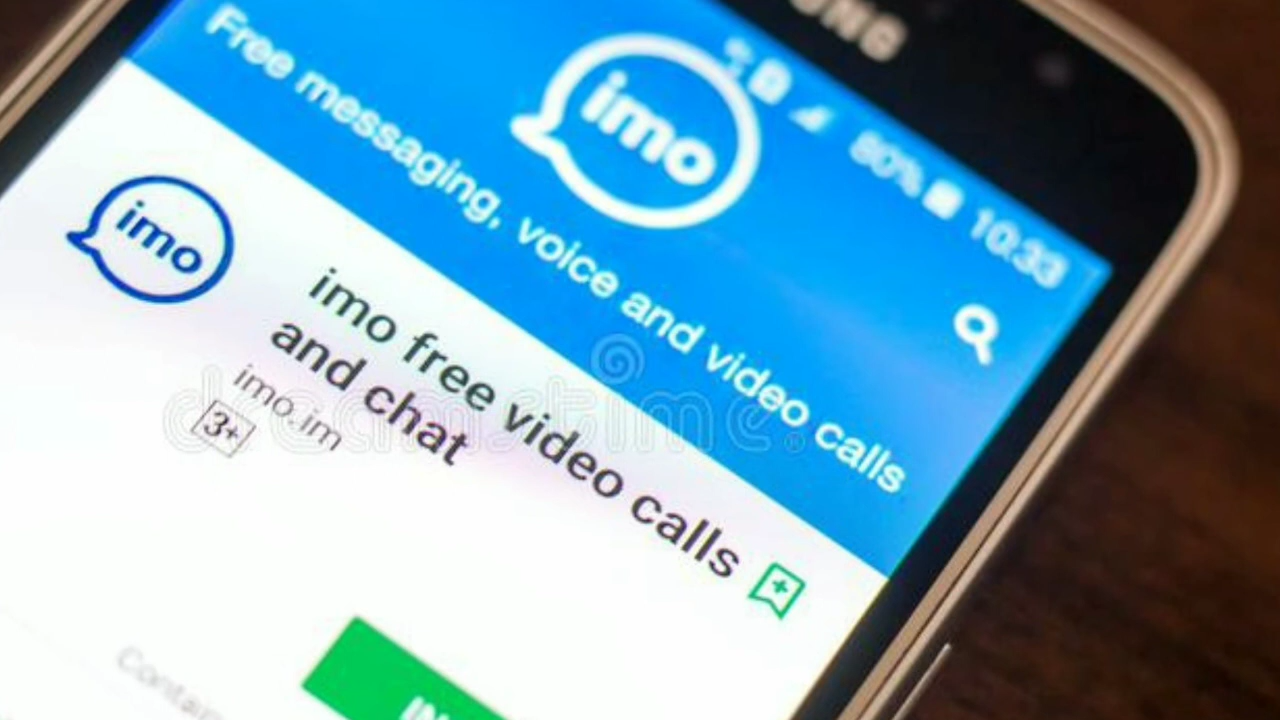 80% 10:33
imo
Free messaging, voice and video calls
imo
imo free video calls
and chat
imo.im
3+
dreamstime.